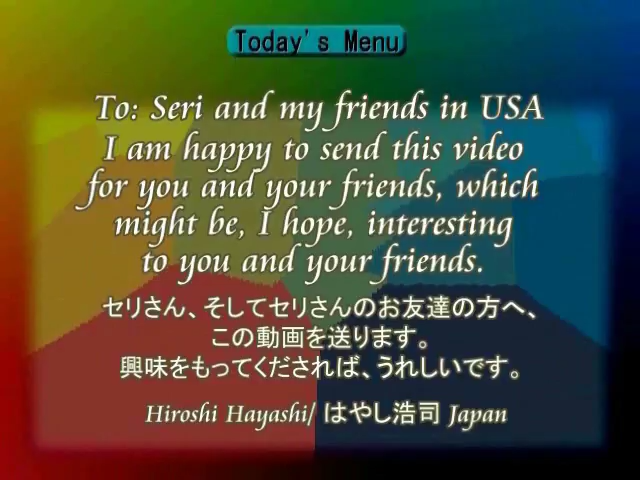 Today's Menu
To: Seri and my friends in USA
I am happy to send this video
for you and your friends, which
might be, I hope, interesting
to you and your friends.
セリさん、そしてセリさんのお友達の方へ、
この動画を送ります。
興味をもってくだされば、うれしいです。
Hiroshi Hayashi/ はやし浩司 Japan